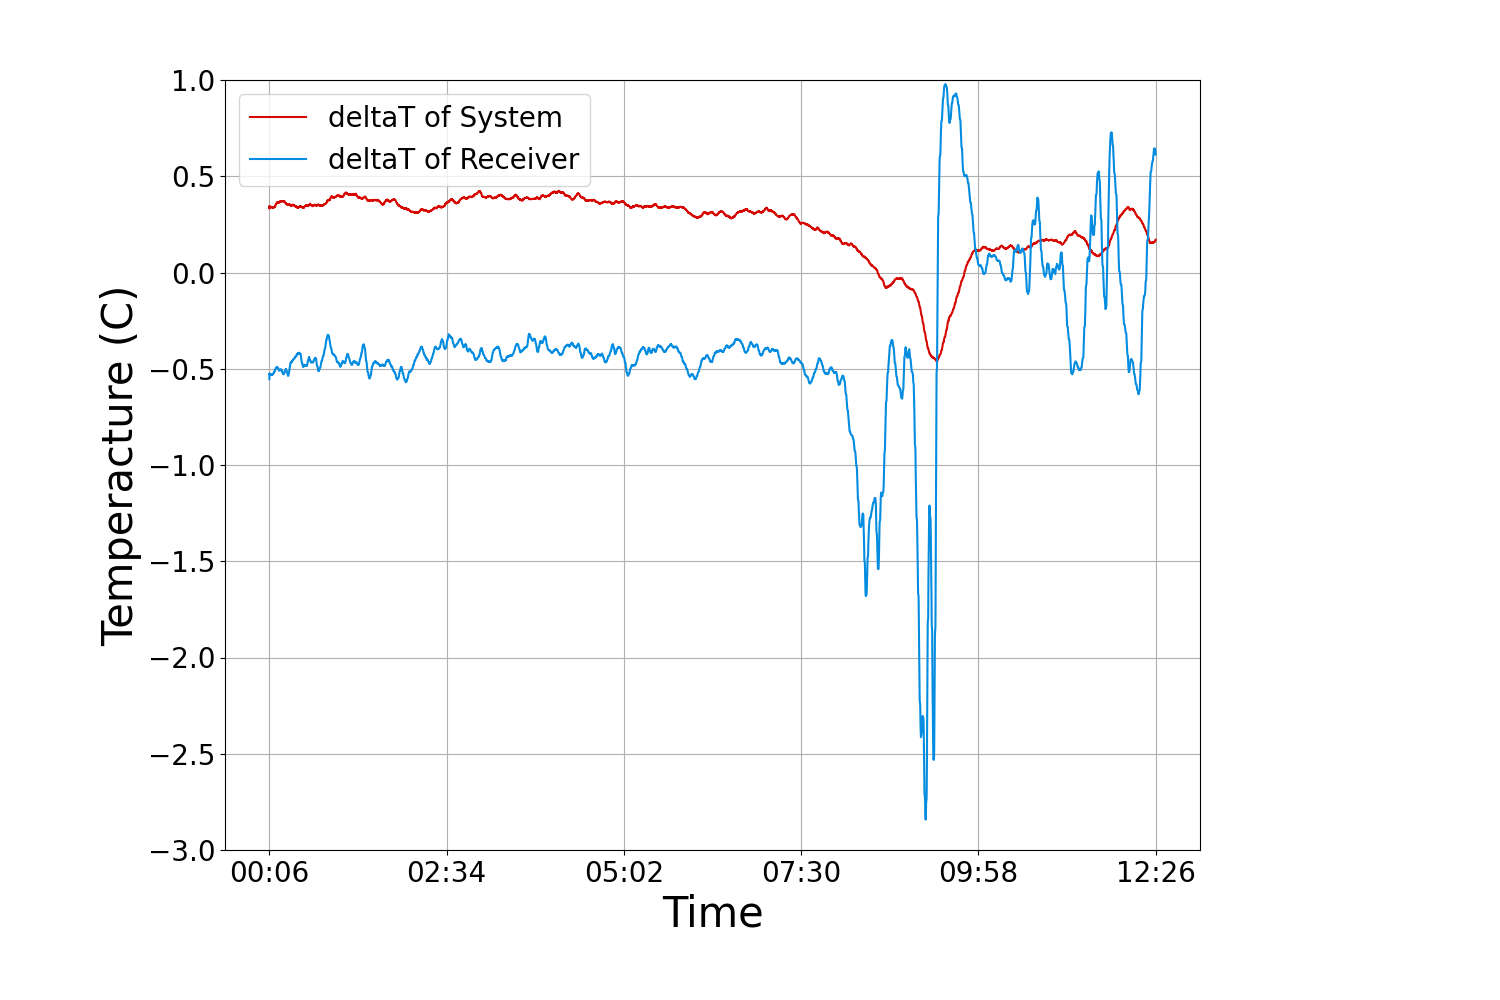 1.0
0.5
0.0
−0.5
−1.0
−1.5
−2.0
−2.5
−3.0
Temperacture (C)
deltaT of System
deltaT of Receiver
00:06 02:34 05:02 07:30 09:58 12:26
Time